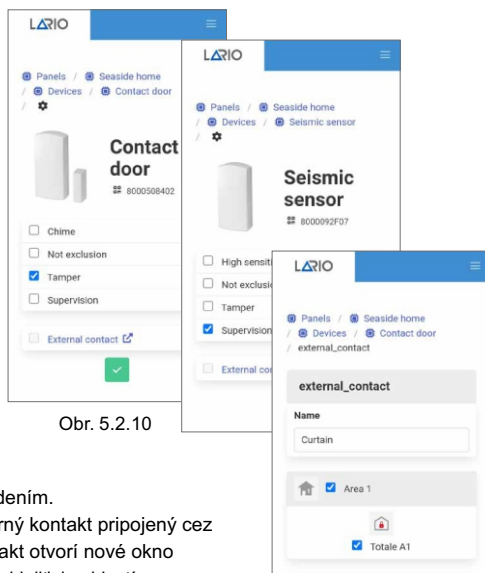 LARIO
Panels / Seaside home
/ Devices / Contact door
/
Contact
door
8000508402
Chime
Not exclusion
Tamper
Supervision
External contact
Obr. 5.2.10
LARIO
Panels / Seaside home
/ Devices / Seismic sensor
/
Seismic
sensor
8000092F07
High sensiti
Not exclusio
Tamper
Supervision
External con
LARIO
Panels / Seaside home
/ Devices / Contact door
/ external_contact
external_contact
Name
Curtain
Area 1
Totale A1
dením.
rný kontakt pripojený cez
akt otvorí nové okno